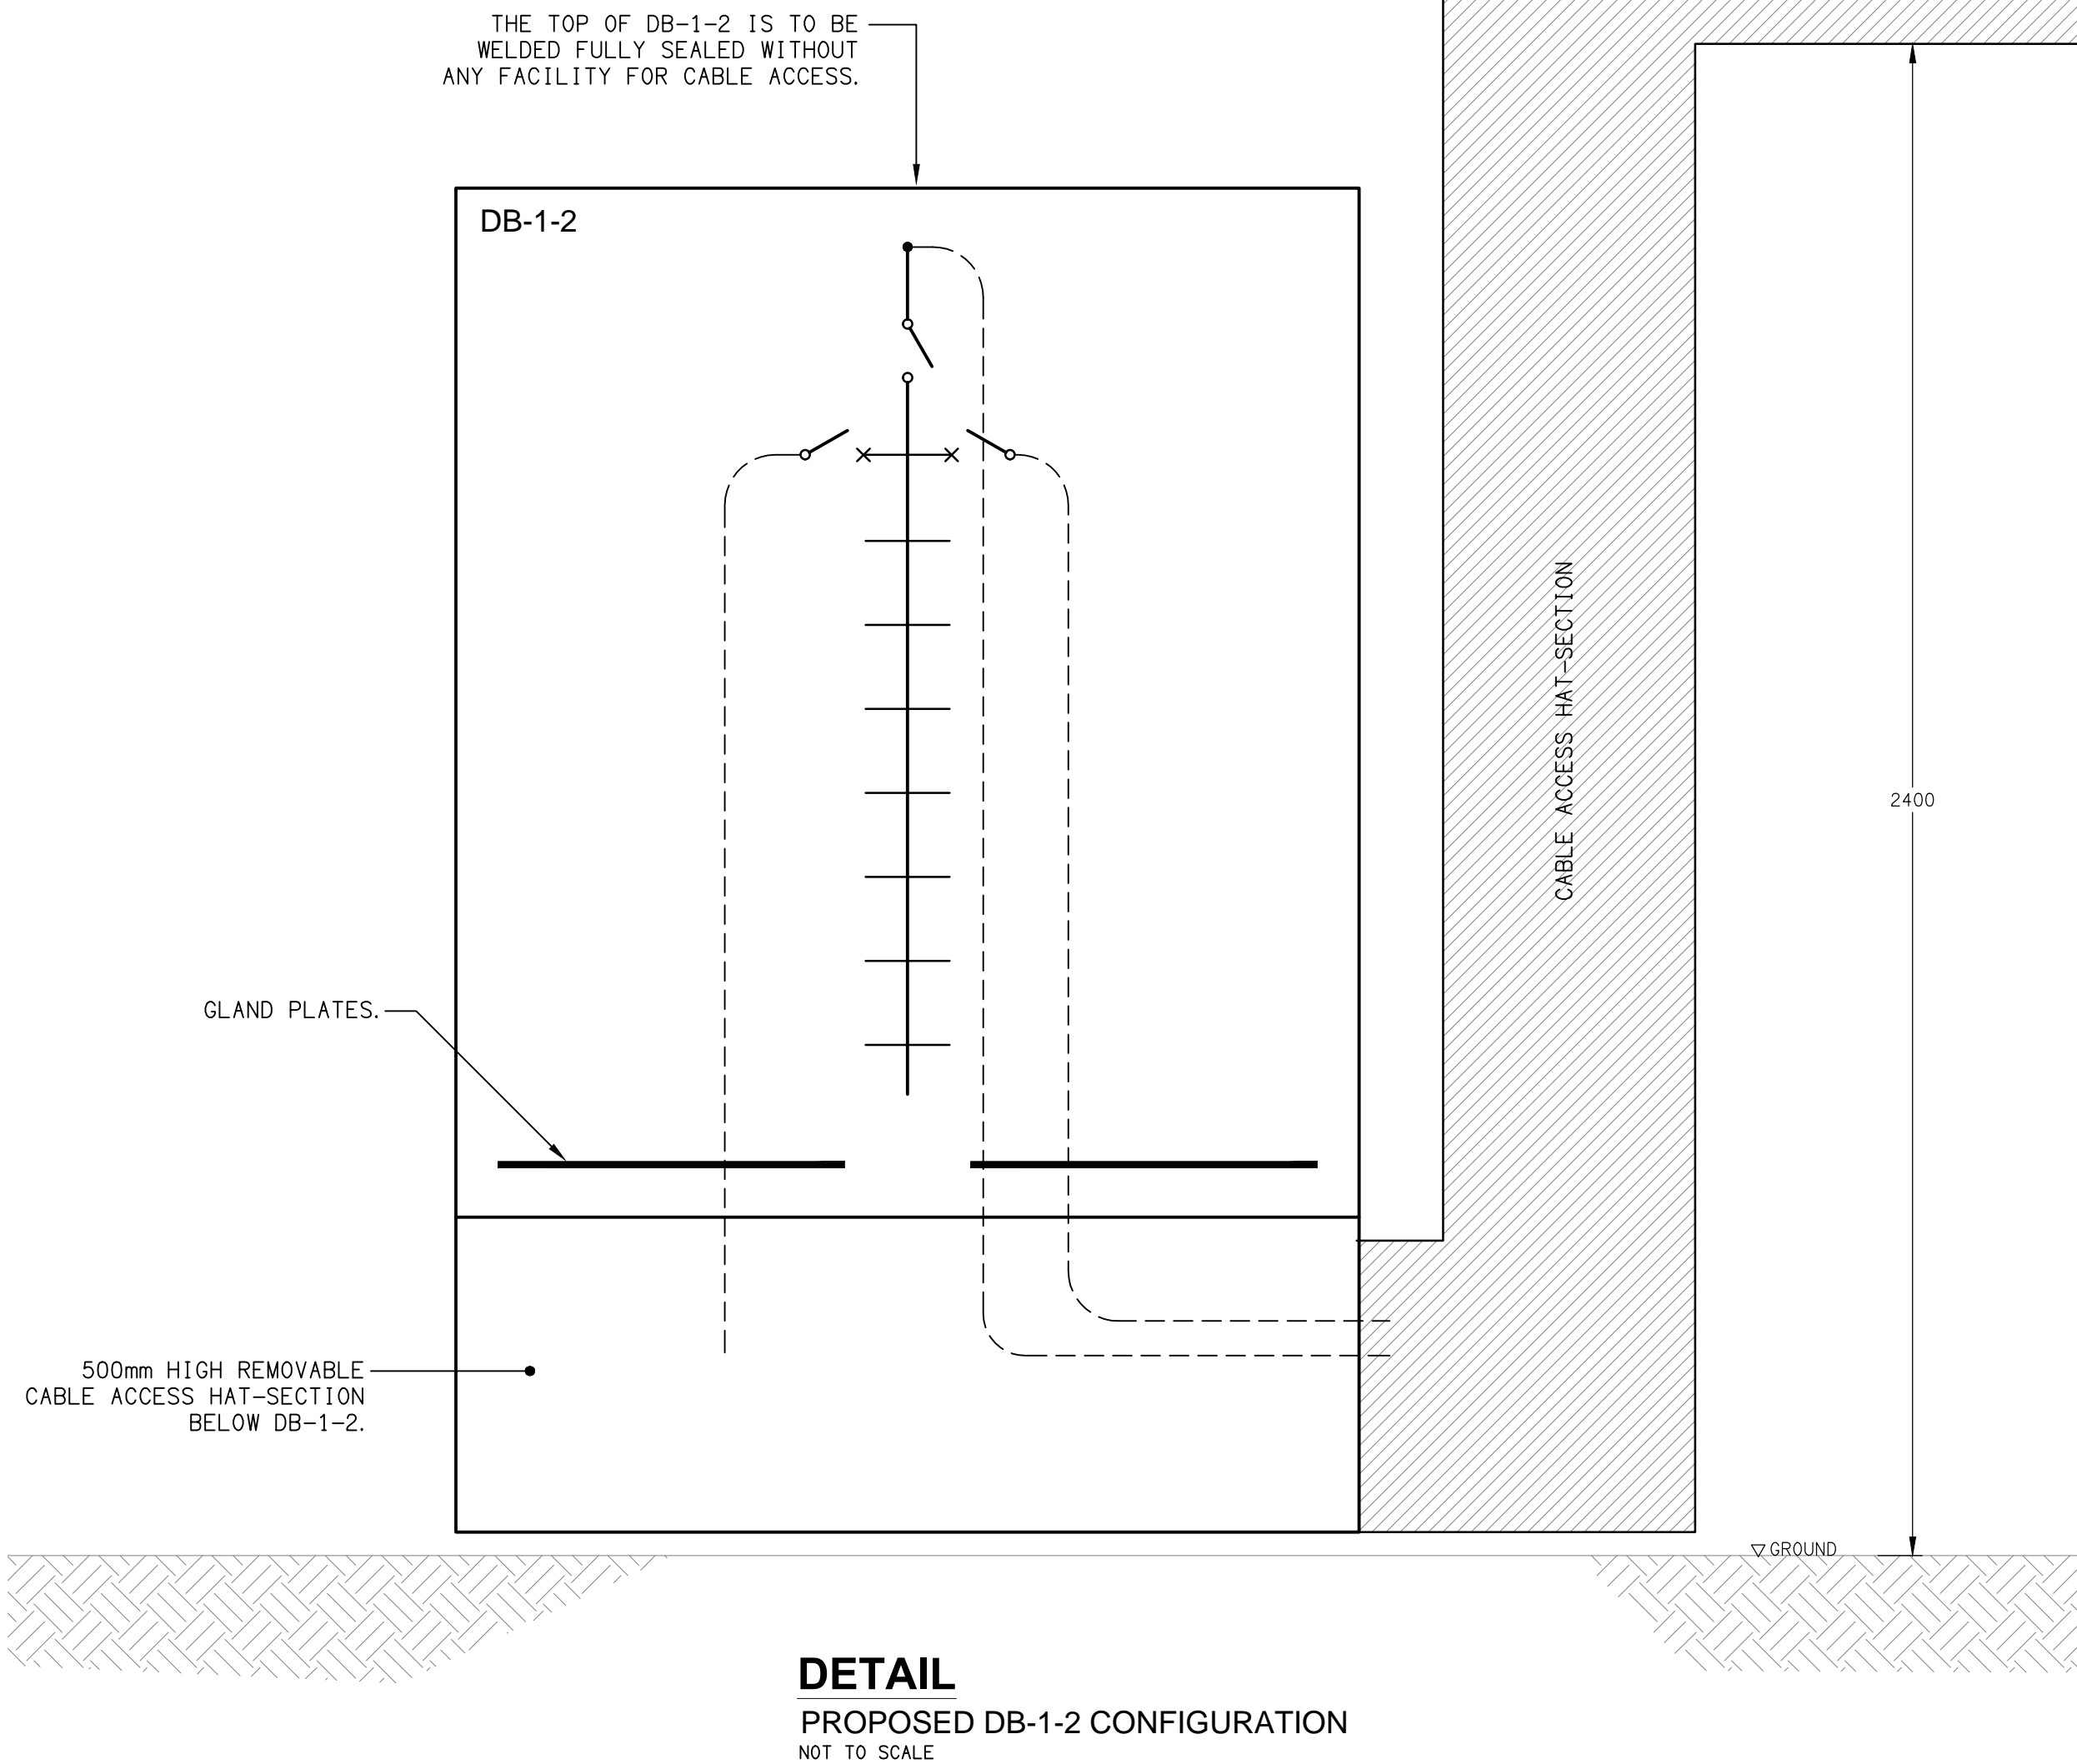 THE TOP OF DB-1-2 IS TO BE
WELDED FULLY SEALED WITHOUT
ANY FACILITY FOR CABLE ACCESS.
DB-1-2
CABLE ACCESS HAT-SECTION
2400
GLAND PLATES.
500mm HIGH REMOVABLE
CABLE ACCESS HAT-SECTION
BELOW DB-1-2.
GROUND
DETAIL
PROPOSED DB-1-2 CONFIGURATION
NOT TO SCALE